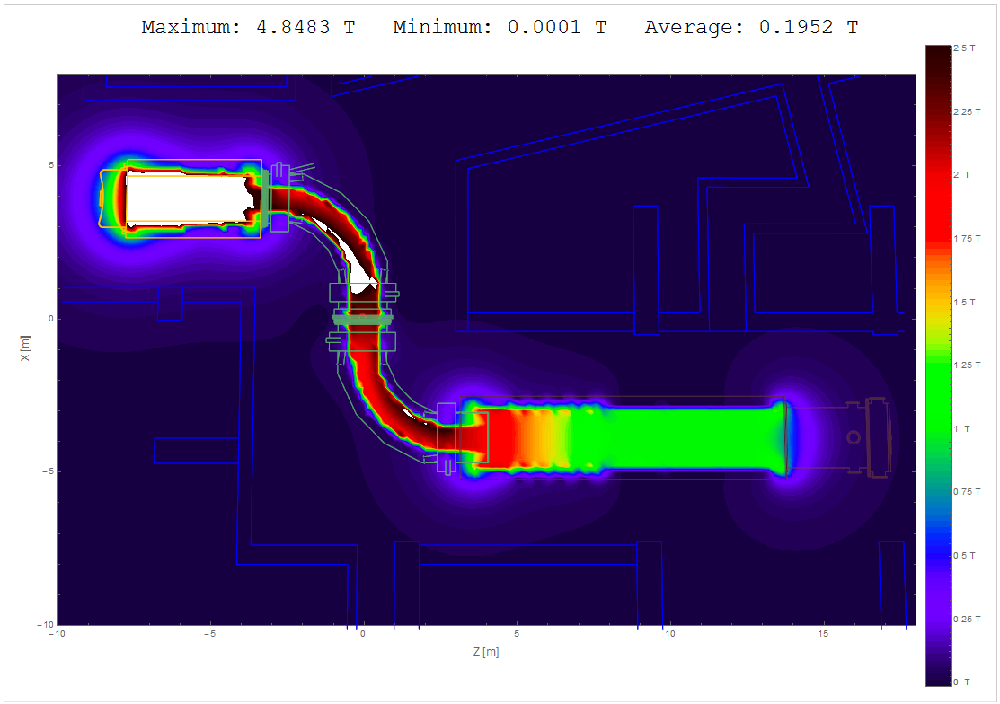 Maximum: 4.8483 T Minimum: 0.0001 T Average: 0.1952 T
2.5 T
2.25 T
2. T
1.75 T
1.5 T
1.25 T
1. T
0.75 T
0.5 T
0.25 T
0. T
5
0
−5
−10
X [m]
−10
−5
0
5
10
15
Z [m]